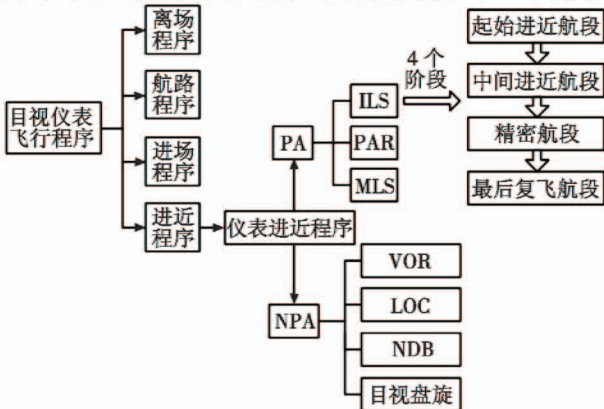 离场
程序
航路
程序
目视仪表
飞行程序
进场
程序
进近
程序
仪表进近程序
PA
ILS
PAR
MLS
4个
阶段
起始进近航段
中间进近航段
精密航段
最后复飞航段
NPA
VOR
LOC
NDB
目视盘旋